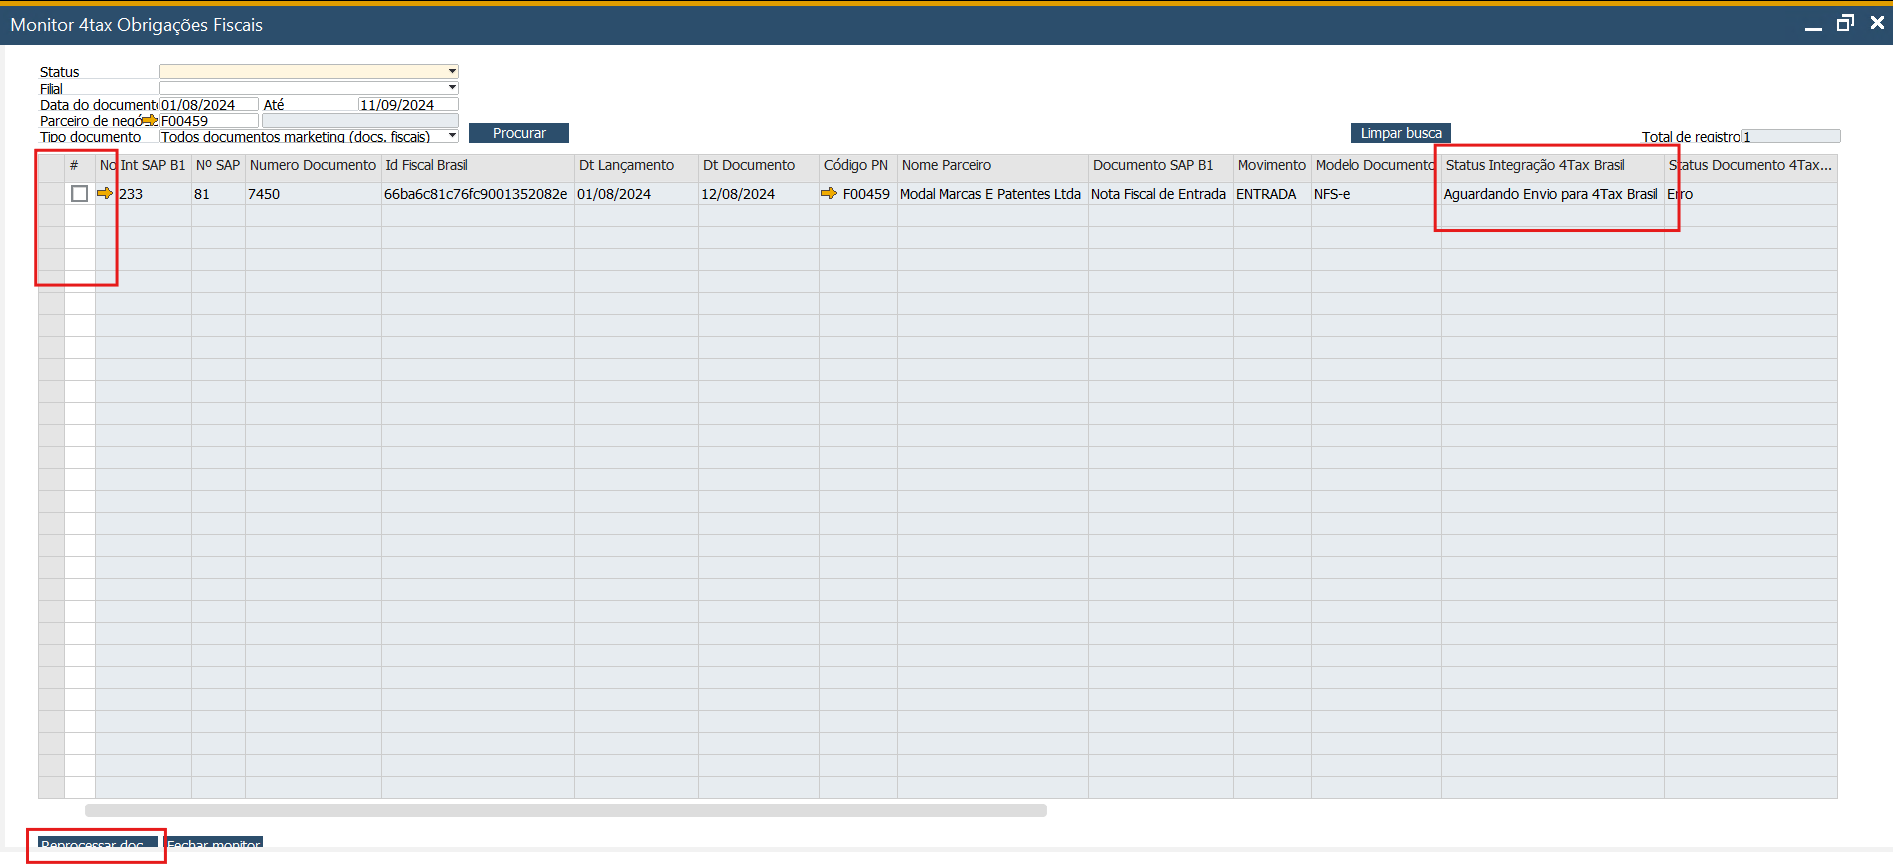 Monitor 4tax Obrigações Fiscais
Status
Filial
Data do documento 01/08/2024 Até 11/09/2024
Parceiro de negó F00459
Tipo documento Todos documentos marketing (docs. fiscais) Procurar Limpar busca Total de registro 1
# No Int SAP B1 Nº SAP Numero Documento Id Fiscal Brasil Dt Lançamento Dt Documento Código PN Nome Parceiro Documento SAP B1 Movimento Modelo Documento Status Integração 4Tax Brasil Status Documento 4Tax...
233 81 7450 66ba6c81c76fc9001352082e 01/08/2024 12/08/2024 F00459 Modal Marcas E Patentes Ltda Nota Fiscal de Entrada ENTRADA NFS-e Aguardando Envio para 4Tax Brasil Erro
Reprocessar doc... Fechar monitor